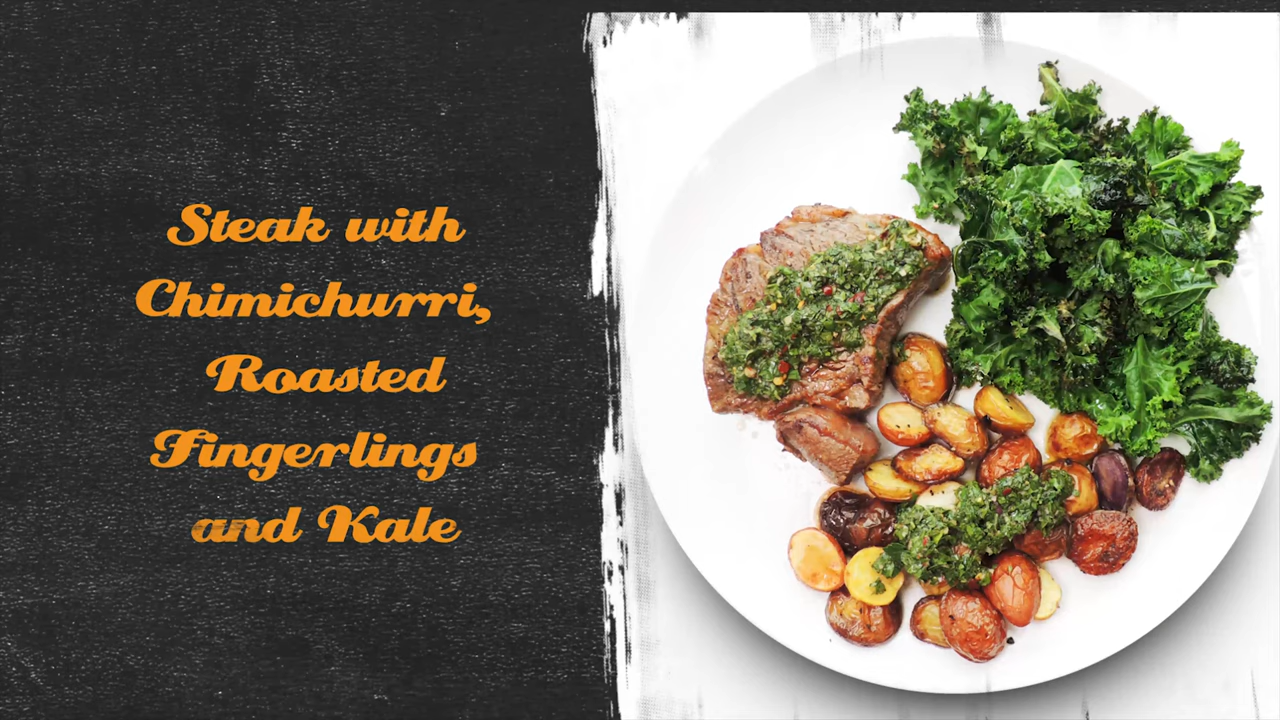 Steak with
Chimichurri,
Roasted
Fingerlings
and Kale